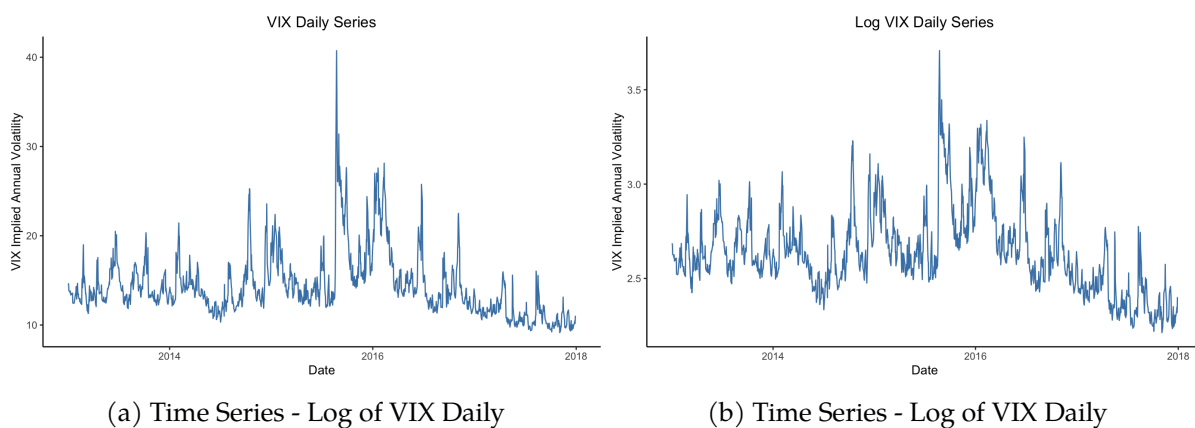 VIX Daily Series
VIX Implied Annual Volatility
40
30
20
10
2014
2016
2018
Date
(a) Time Series - Log of VIX Daily
Log VIX Daily Series
VIX Implied Annual Volatility
3.5
3.0
2.5
2014
2016
2018
Date
(b) Time Series - Log of VIX Daily